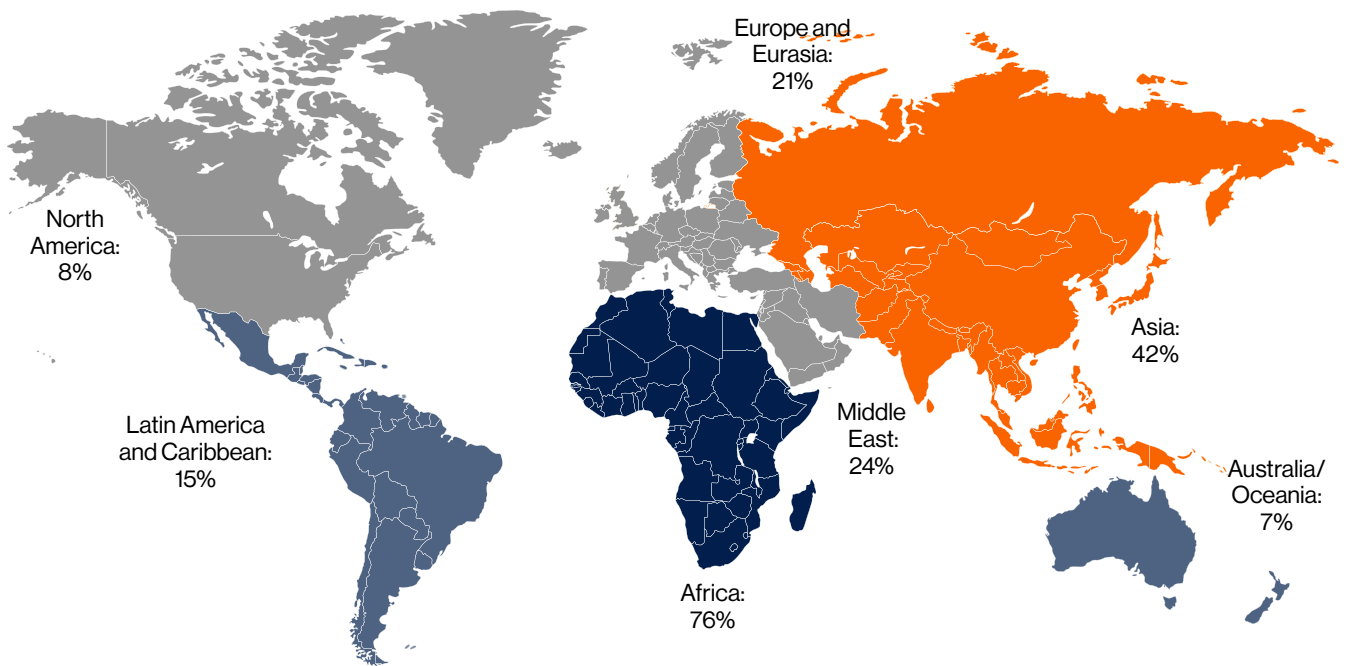 Europe and
Eurasia:
21%
North
America:
8%
Asia:
42%
Latin America
and Caribbean:
15%
Middle
East:
24%
Australia/
Oceania:
7%
Africa:
76%